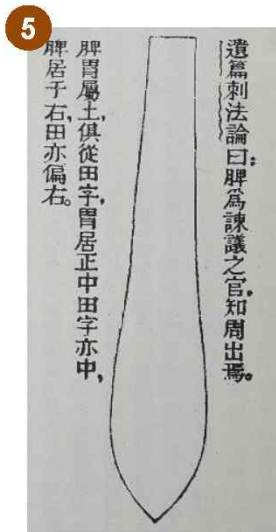 5
遺篇刺法論曰：脾爲諫議之官，知周出焉。
脾胃屬土，俱從田字，胃居正中田字亦中，
脾居于右，田亦偏右。